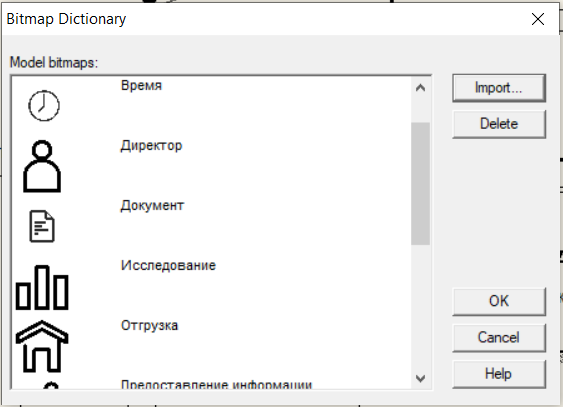 Bitmap Dictionary
Model bitmaps:
Время
Import...
Delete
Директор
Документ
Исследование
Отгрузка
Предоставление информации
OK
Cancel
Help